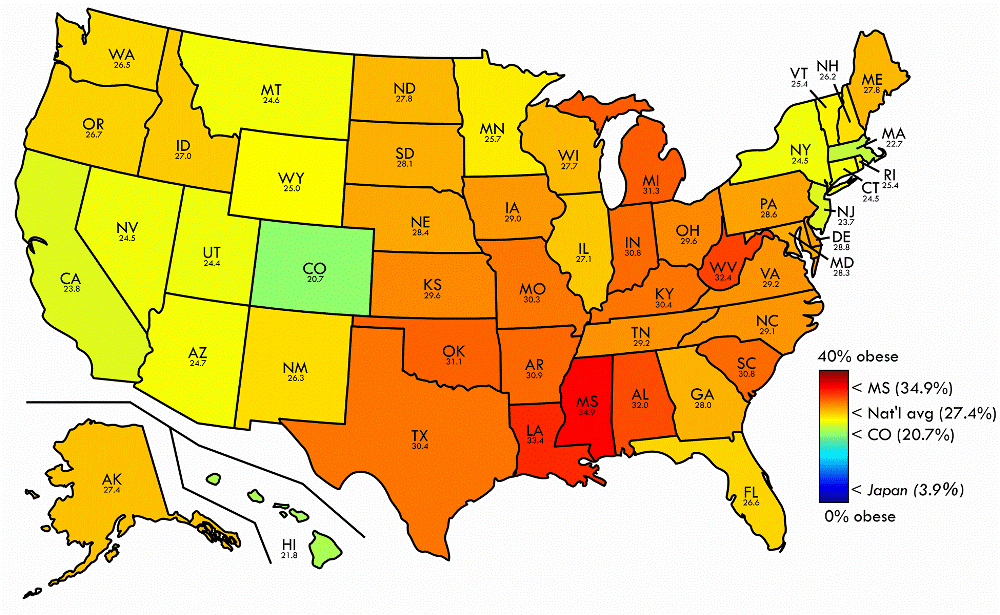 WA
26.5
OR
26.7
ID
27.0
MT
24.6
ND
27.8
MN
25.7
WI
27.7
MI
31.3
VT
25.4
NH
26.2
ME
27.8
MA
22.7
RI
25.4
CT
24.5
NY
24.5
NJ
23.7
PA
28.6
DE
28.8
MD
28.3
SD
28.1
WY
25.0
NE
28.4
IA
29.0
IL
27.1
IN
30.8
OH
29.6
WV
32.4
VA
29.2
NV
24.5
UT
24.4
CO
20.7
CA
23.8
KS
29.6
MO
30.3
KY
30.4
NC
29.1
TN
29.2
AZ
24.7
NM
26.3
OK
31.1
AR
30.9
MS
34.9
AL
32.0
GA
28.0
SC
30.8
TX
30.4
LA
33.4
FL
26.6
AK
27.4
HI
21.8
40% obese
< MS (34.9%)
< Nat'l avg (27.4%)
< CO (20.7%)
< Japan (3.9%)
0% obese